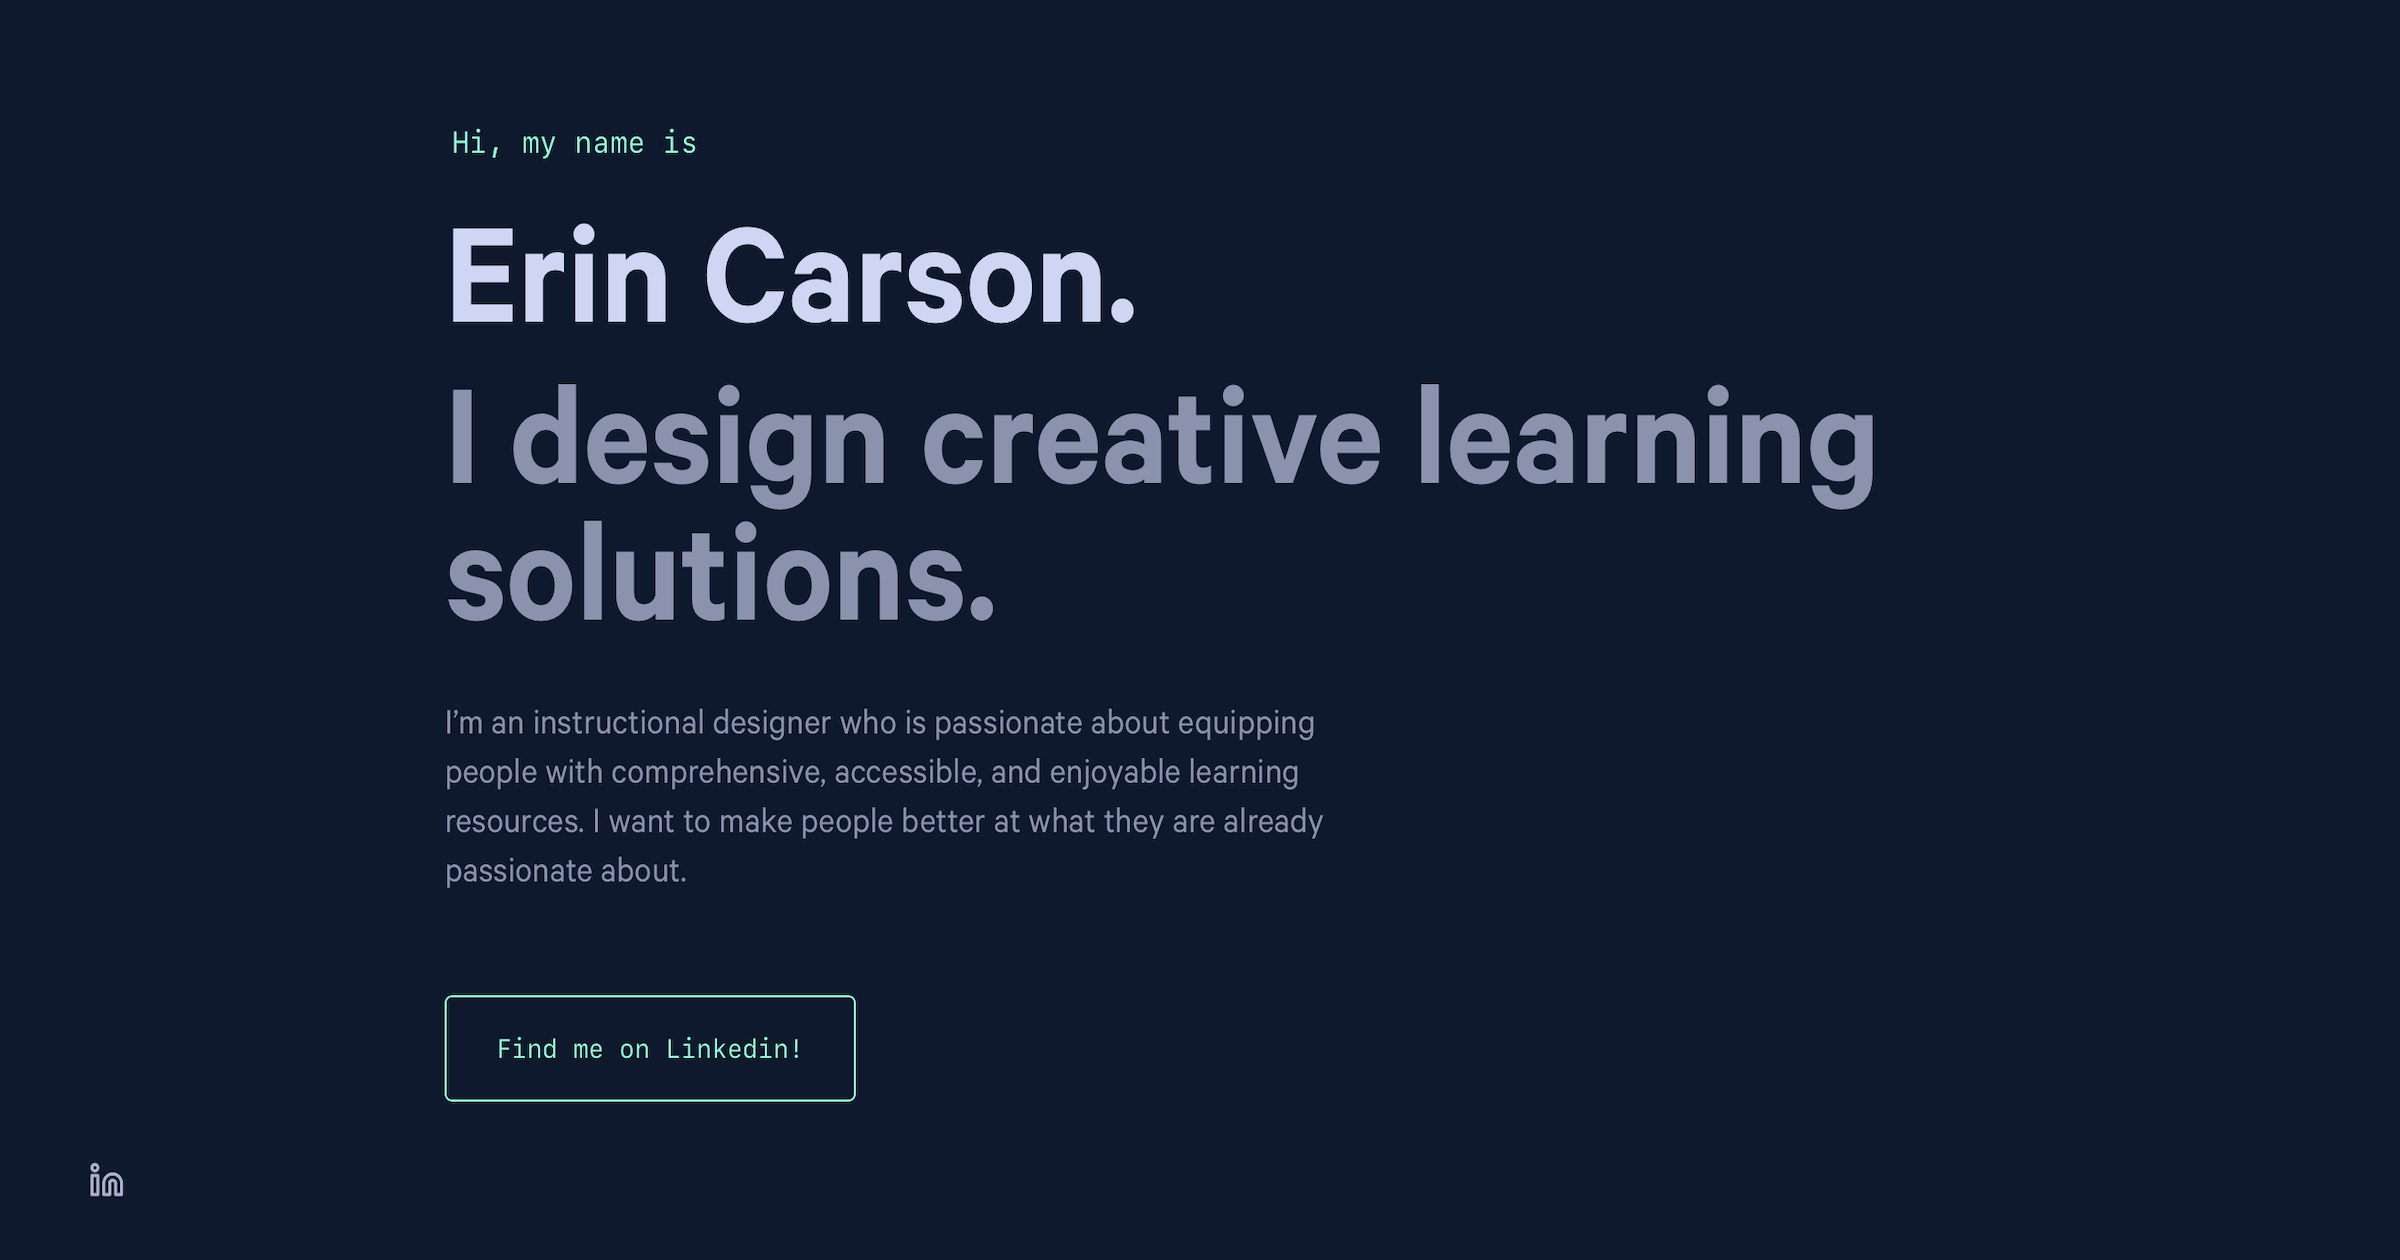 Hi, my name is
Erin Carson.
I design creative learning
solutions.
I’m an instructional designer who is passionate about equipping
people with comprehensive, accessible, and enjoyable learning
resources. I want to make people better at what they are already
passionate about.
Find me on Linkedin!
in